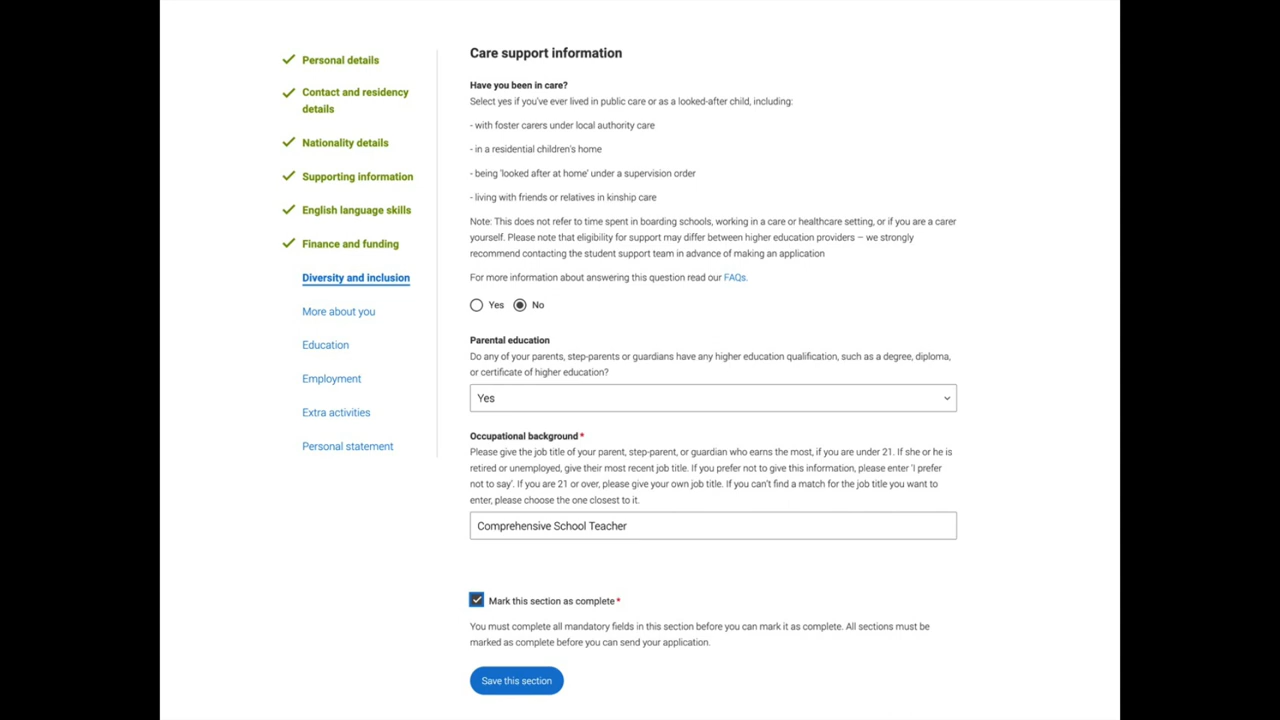 Personal details
Contact and residency
details
Nationality details
Supporting information
English language skills
Finance and funding
Diversity and inclusion
More about you
Education
Employment
Extra activities
Personal statement
Care support information
Have you been in care?
Select yes if you've ever lived in public care or as a looked-after child, including:
- with foster carers under local authority care
- in a residential children's home
- being 'looked after at home' under a supervision order
- living with friends or relatives in kinship care
Note: This does not refer to time spent in boarding schools, working in a care or healthcare setting, or if you are a carer
yourself. Please note that eligibility for support may differ between higher education providers – we strongly
recommend contacting the student support team in advance of making an application
For more information about answering this question read our FAQs.
Yes No
Parental education
Do any of your parents, step-parents or guardians have any higher education qualification, such as a degree, diploma,
or certificate of higher education?
Yes
Occupational background *
Please give the job title of your parent, step-parent, or guardian who earns the most, if you are under 21. If she or he is
retired or unemployed, give their most recent job title. If you prefer not to give this information, please enter 'I prefer
not to say'. If you are 21 or over, please give your own job title. If you can't find a match for the job title you want to
enter, please choose the one closest to it.
Comprehensive School Teacher
Mark this section as complete *
You must complete all mandatory fields in this section before you can mark it as complete. All sections must be
marked as complete before you can send your application.
Save this section